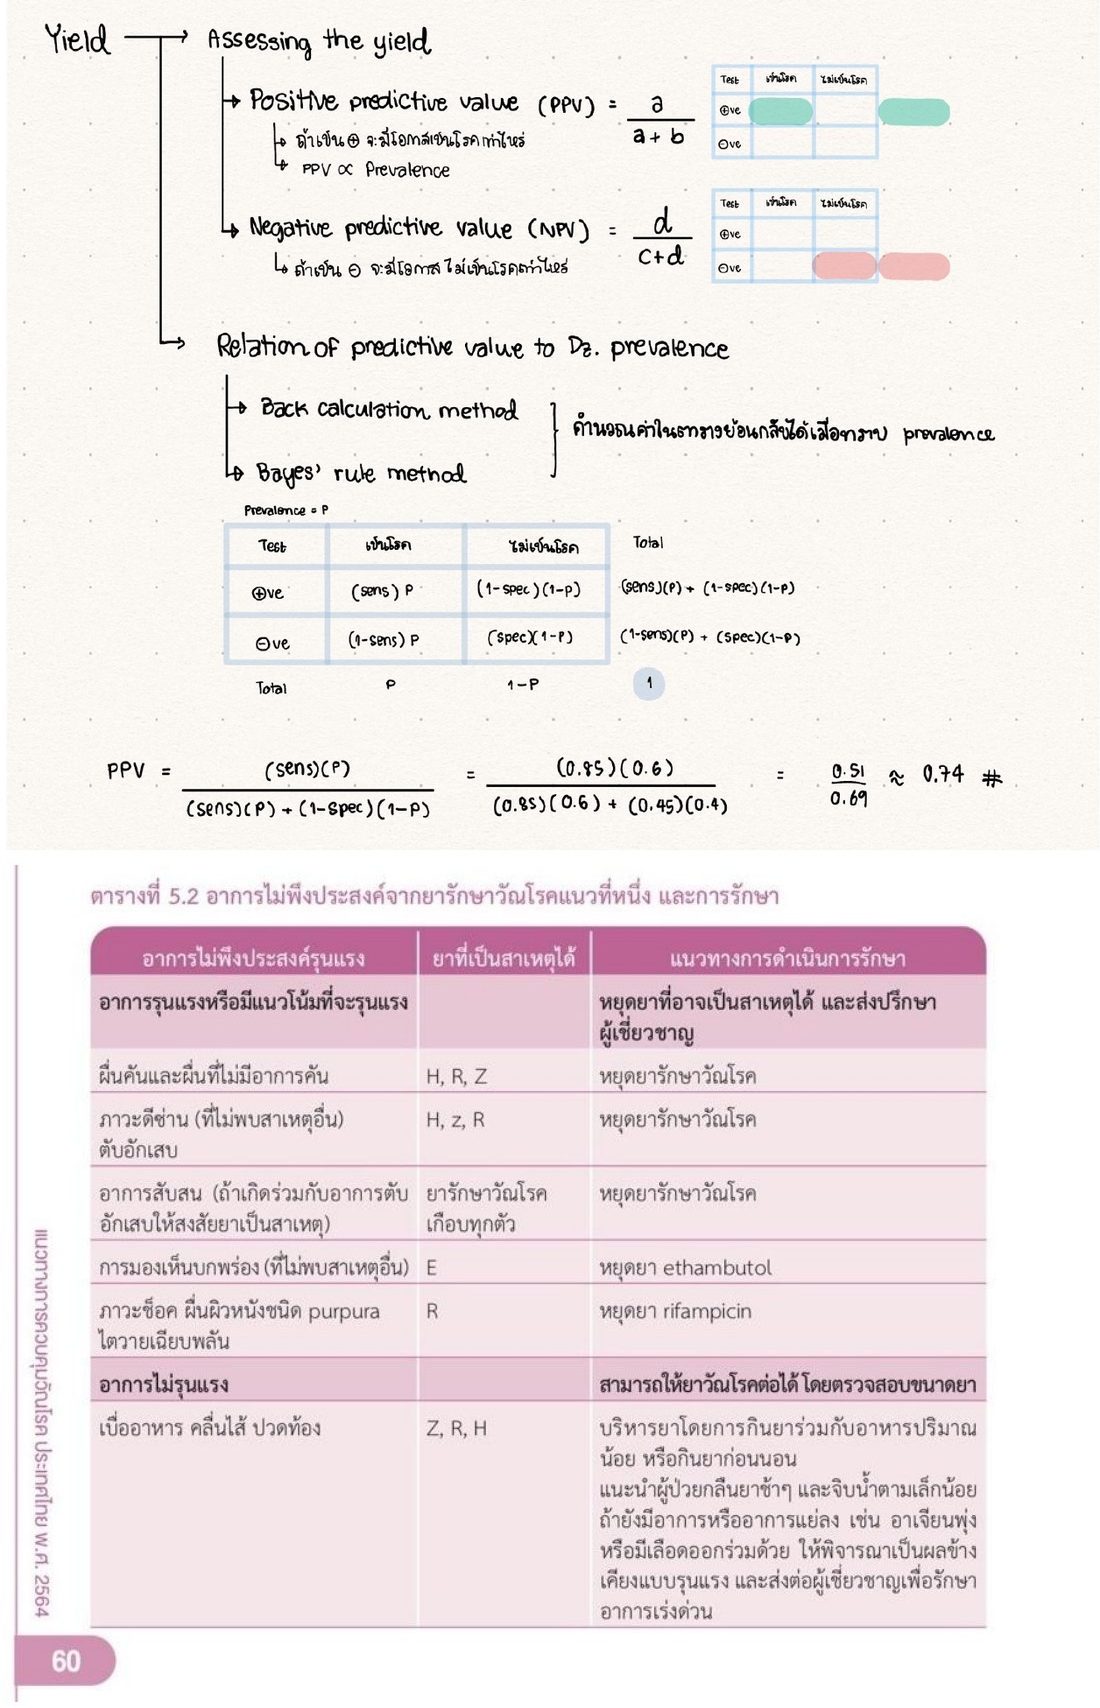 Yield → Assessing the yield
Positive predictive value (PPV) = a / a + b
ถ้าเป็น ⊕ จะมีโอกาสเป็นโรคเท่าไหร่
PPV ∝ Prevalence
Test เป็นโรค ไม่เป็นโรค
⊕ve
⊖ve
Negative predictive value (NPV) = d / c+d
ถ้าเป็น ⊖ จะมีโอกาสไม่เป็นโรคเท่าไหร่
Test เป็นโรค ไม่เป็นโรค
⊕ve
⊖ve
Relation of predictive value to Dz. prevalence
Back calculation method
Bayes' rule method
คำนวณค่าในตารางย้อนกลับได้เมื่อทราบ prevalence
Prevalence = P
Test เป็นโรค ไม่เป็นโรค Total
⊕ve (sens) P (1-spec)(1-P) (sens)(P) + (1-spec)(1-P)
⊖ve (1-sens) P (spec)(1-P) (1-sens)(P) + (spec)(1-P)
Total P 1-P 1
PPV = (sens)(P) / (sens)(P) + (1-spec)(1-P) = (0.85)(0.6) / (0.85)(0.6) + (0.45)(0.4) = 0.51 / 0.69 ≈ 0.74 #
ตารางที่ 5.2 อาการไม่พึงประสงค์จากยารักษาวัณโรคแนวที่หนึ่ง และการรักษา
อาการไม่พึงประสงค์รุนแรง ยาที่เป็นสาเหตุได้ แนวทางการดำเนินการรักษา
อาการรุนแรงหรือมีแนวโน้มที่จะรุนแรง หยุดยาที่อาจเป็นสาเหตุได้ และส่งปรึกษา
ผู้เชี่ยวชาญ
ผื่นคันและผื่นที่ไม่มีอาการคัน H, R, Z หยุดยารักษาวัณโรค
ภาวะดีซ่าน (ที่ไม่พบสาเหตุอื่น) H, z, R หยุดยารักษาวัณโรค
ตับอักเสบ
อาการสับสน (ถ้าเกิดร่วมกับอาการตับ ยารักษาวัณโรค หยุดยารักษาวัณโรค
อักเสบให้สงสัยยาเป็นสาเหตุ) เกือบทุกตัว
การมองเห็นบกพร่อง (ที่ไม่พบสาเหตุอื่น) E หยุดยา ethambutol
ภาวะช็อค ผื่นผิวหนังชนิด purpura R หยุดยา rifampicin
ไตวายเฉียบพลัน
อาการไม่รุนแรง สามารถให้ยาวัณโรคต่อได้ โดยตรวจสอบขนาดยา
เบื่ออาหาร คลื่นไส้ ปวดท้อง Z, R, H บริหารยาโดยการกินยาร่วมกับอาหารปริมาณ
น้อย หรือกินยาก่อนนอน
แนะนำผู้ป่วยกลืนยาช้าๆ และจิบน้ำตามเล็กน้อย
ถ้ายังมีอาการหรืออาการแย่ลง เช่น อาเจียนพุ่ง
หรือมีเลือดออกร่วมด้วย ให้พิจารณาเป็นผลข้าง
เคียงแบบรุนแรง และส่งต่อผู้เชี่ยวชาญเพื่อรักษา
อาการเร่งด่วน
แนวทางการควบคุมวัณโรค ประเทศไทย พ.ศ. 2564
60